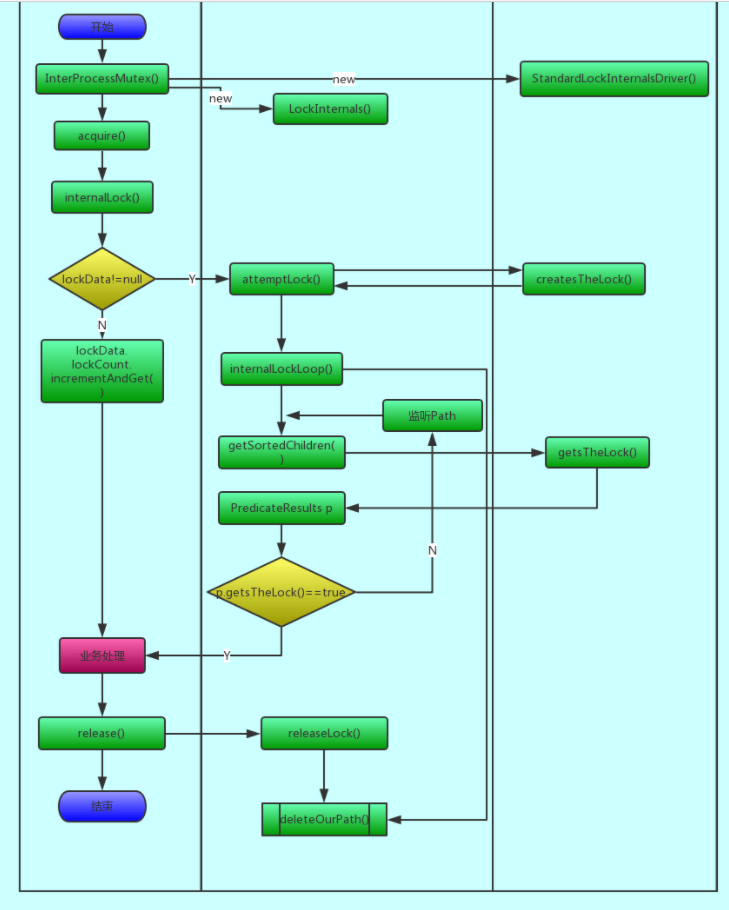 开始
InterProcessMutex()
new
StandardLockInternalsDriver()
new
LockInternals()
acquire()
internalLock()
lockData!=null
Y
attemptLock()
createsTheLock()
N
lockData.
lockCount.
incrementAndGet(
)
internalLockLoop()
监听Path
getSortedChildren(
)
getsTheLock()
PredicateResults p
N
p.getsTheLock()==true
Y
业务处理
release()
releaseLock()
结束
deleteOurPath()